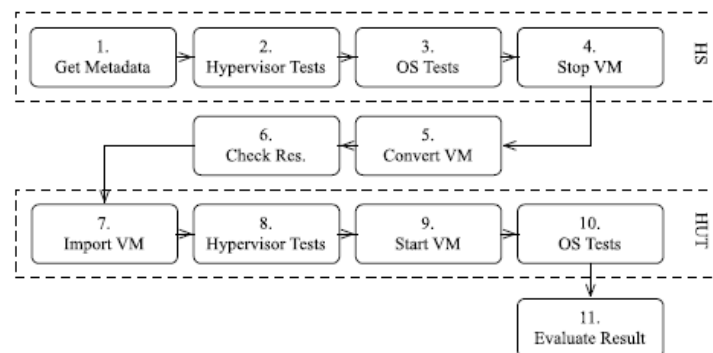 1.
Get Metadata
2.
Hypervisor Tests
3.
OS Tests
4.
Stop VM
HS
6.
Check Res.
5.
Convert VM
7.
Import VM
8.
Hypervisor Tests
9.
Start VM
10.
OS Tests
HUT
11.
Evaluate Result